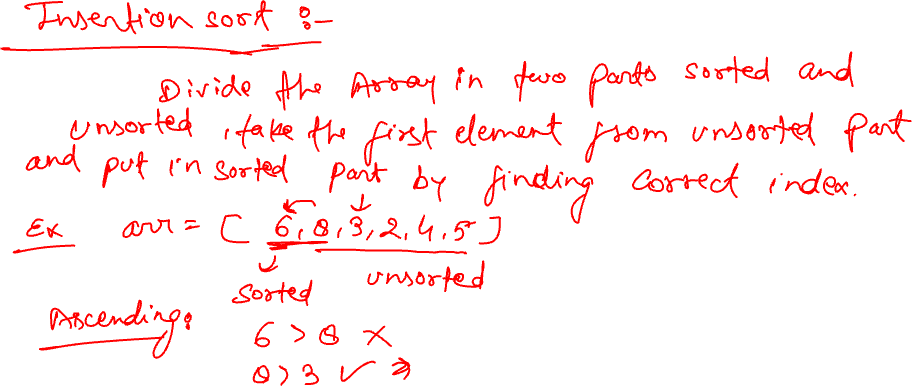 Insertion sort :-
Divide the Array in two parts sorted and
unsorted, take the first element from unsorted part
and put in sorted part by finding correct index.
Ex arr = [ 6, 8, 3, 2, 4, 5 ]
sorted unsorted
Ascending:
6 > 8 ×
8 > 3 ✓ ⇒